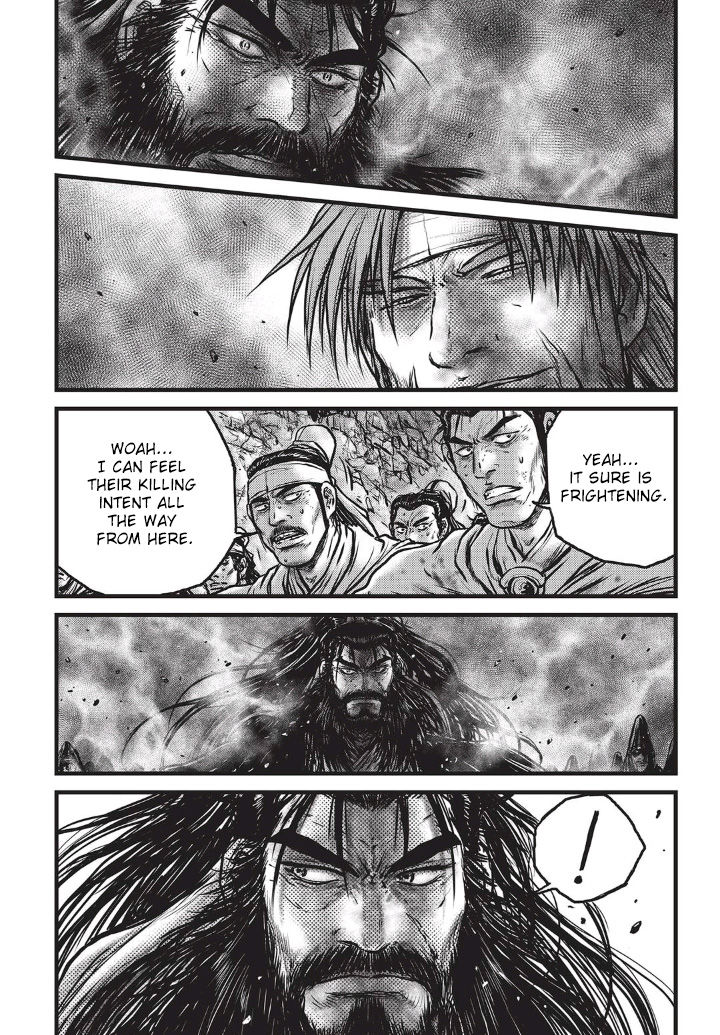 YEAH...
IT SURE IS
FRIGHTENING.
WOAH...
I CAN FEEL
THEIR KILLING
INTENT ALL
THE WAY
FROM HERE.
!